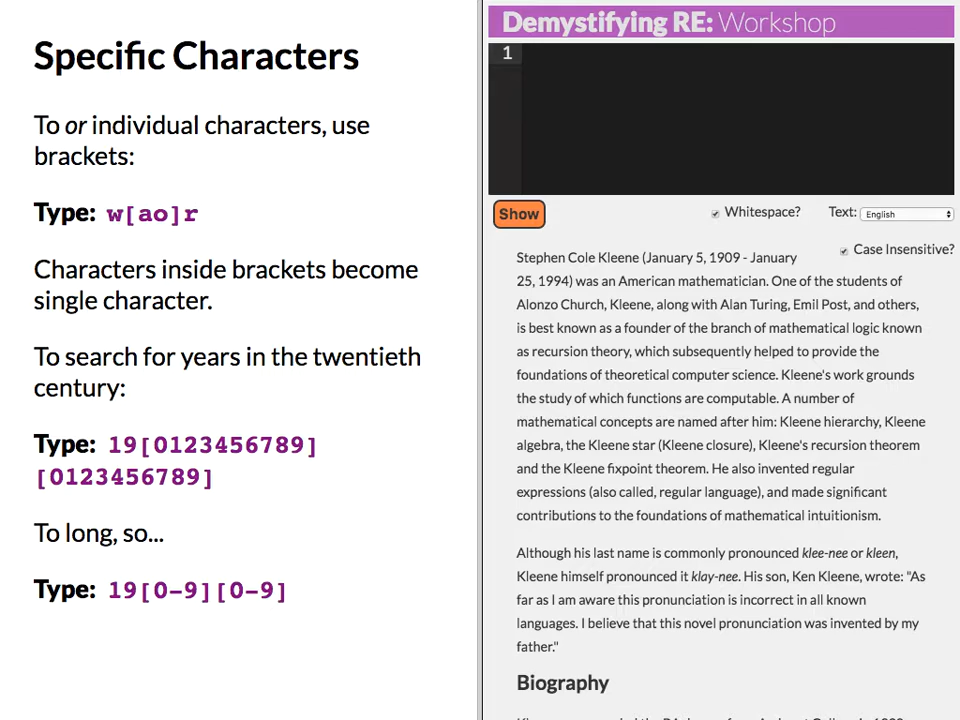 Specific Characters
To or individual characters, use
brackets:
Type: w[ao]r
Characters inside brackets become
single character.
To search for years in the twentieth
century:
Type: 19[0123456789]
[0123456789]
To long, so...
Type: 19[0-9][0-9]
Demystifying RE: Workshop
1
Show
Whitespace?
Text: English
Case Insensitive?
Stephen Cole Kleene (January 5, 1909 - January
25, 1994) was an American mathematician. One of the students of
Alonzo Church, Kleene, along with Alan Turing, Emil Post, and others,
is best known as a founder of the branch of mathematical logic known
as recursion theory, which subsequently helped to provide the
foundations of theoretical computer science. Kleene's work grounds
the study of which functions are computable. A number of
mathematical concepts are named after him: Kleene hierarchy, Kleene
algebra, the Kleene star (Kleene closure), Kleene's recursion theorem
and the Kleene fixpoint theorem. He also invented regular
expressions (also called, regular language), and made significant
contributions to the foundations of mathematical intuitionism.
Although his last name is commonly pronounced klee-nee or kleen,
Kleene himself pronounced it klay-nee. His son, Ken Kleene, wrote: "As
far as I am aware this pronunciation is incorrect in all known
languages. I believe that this novel pronunciation was invented by my
father."
Biography